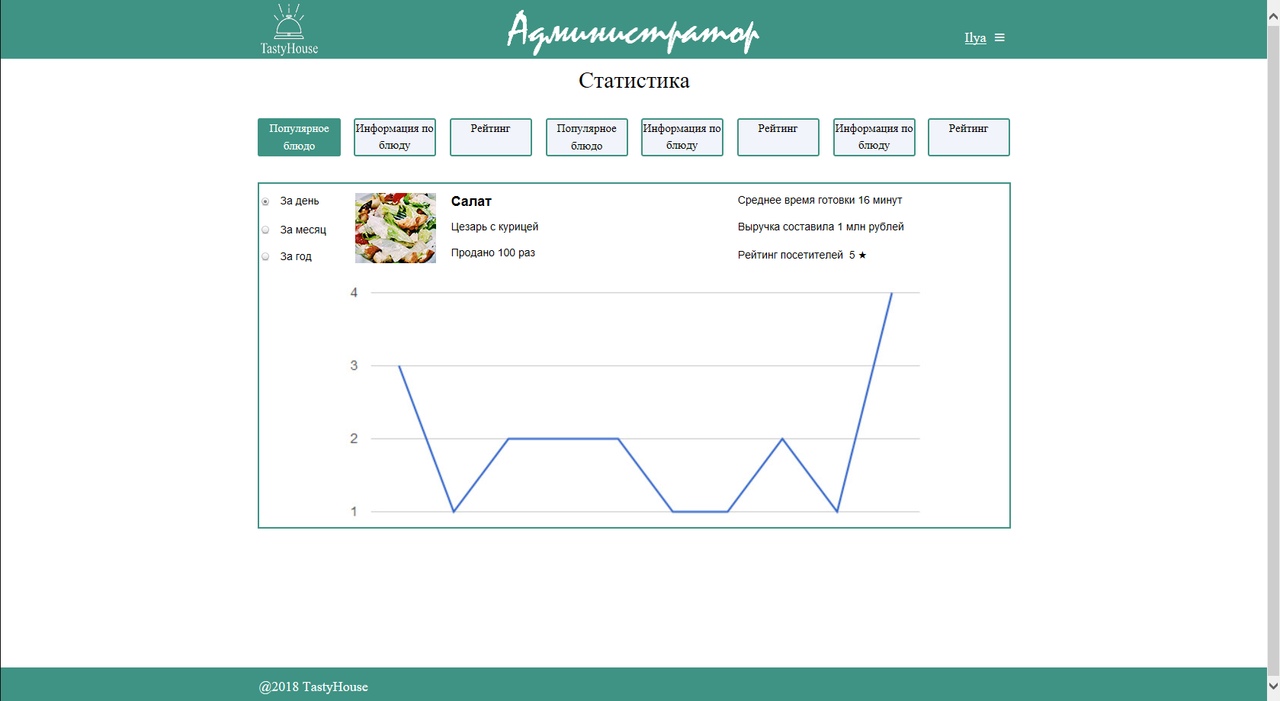 TastyHouse
Администратор
Ilya
Статистика
Популярное
блюдо
Информация по
блюду
Рейтинг
Популярное
блюдо
Информация по
блюду
Рейтинг
Информация по
блюду
Рейтинг
За день
За месяц
За год
Салат
Цезарь с курицей
Продано 100 раз
Среднее время готовки 16 минут
Выручка составила 1 млн рублей
Рейтинг посетителей 5 ★
4
3
2
1
@2018 TastyHouse